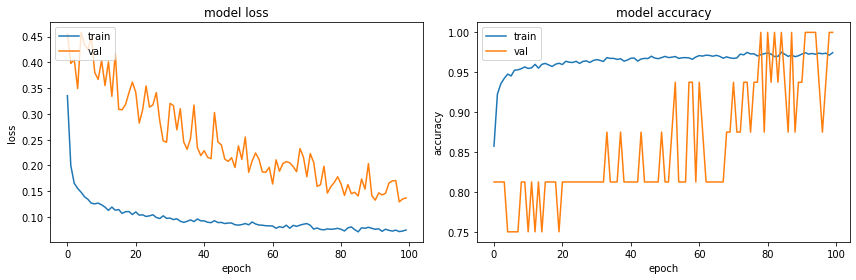 model loss
train
val
0.45
0.40
0.35
0.30
0.25
0.20
0.15
0.10
loss
0 20 40 60 80 100
epoch
model accuracy
train
val
1.00
0.95
0.90
0.85
0.80
0.75
accuracy
0 20 40 60 80 100
epoch